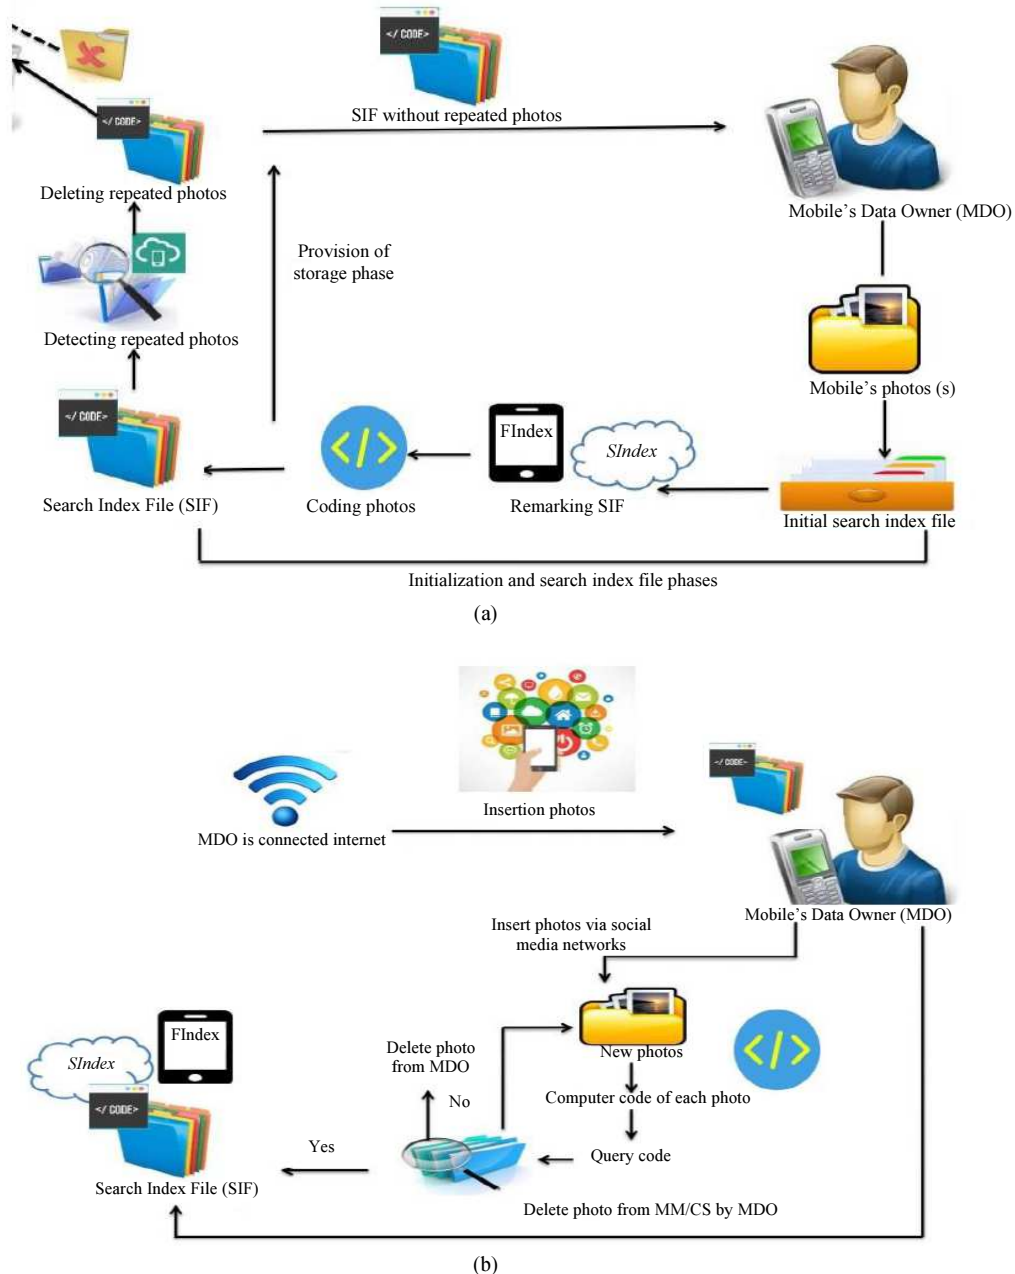 </ CODE>
SIF without repeated photos
</ CODE>
Deleting repeated photos
Mobile's Data Owner (MDO)
Provision of
storage phase
Detecting repeated photos
Mobile's photos (s)
</ CODE>
FIndex
SIndex
</>
Search Index File (SIF)
Coding photos
Remarking SIF
Initial search index file
Initialization and search index file phases
(a)
Insertion photos
</ CODE>
MDO is connected internet
Mobile's Data Owner (MDO)
Insert photos via social
media networks
FIndex
SIndex
Delete photo
from MDO
New photos
</>
No
Computer code of each photo
</ CODE>
Yes
Query code
Search Index File (SIF)
Delete photo from MM/CS by MDO
(b)